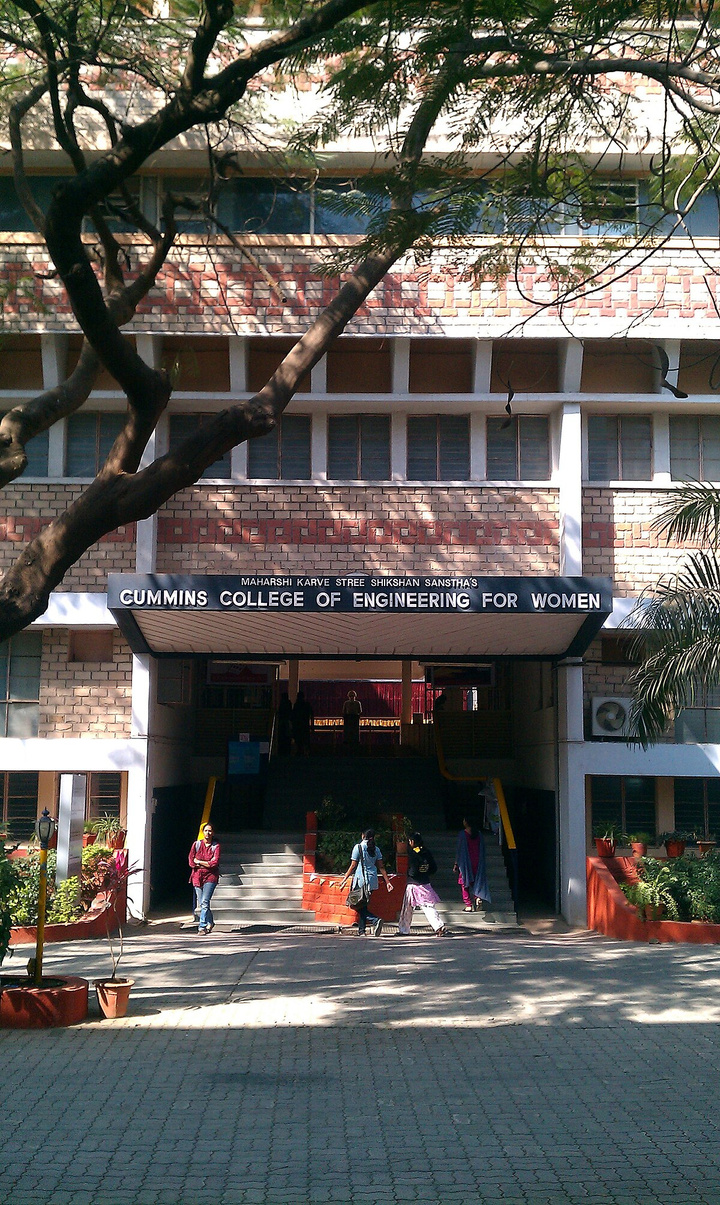 MAHARSHI KARVE STREE SHIKSHAN SANSTHA'S
CUMMINS COLLEGE OF ENGINEERING FOR WOMEN